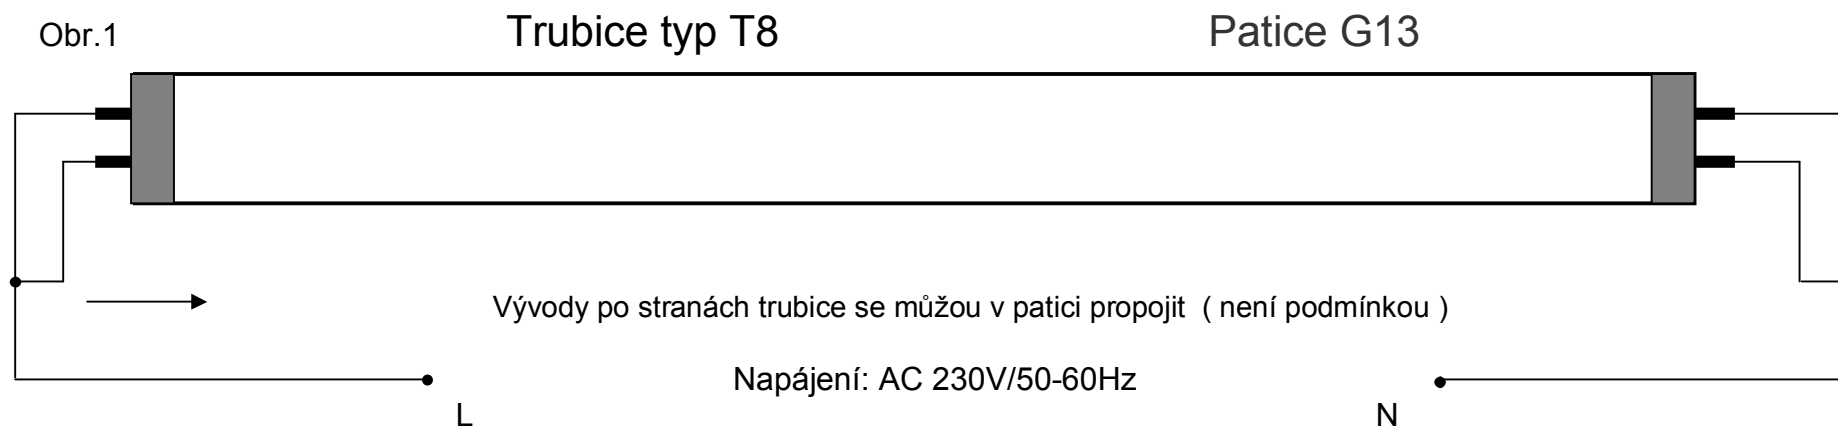 Obr.1
Trubice typ T8
Patice G13
Vývody po stranách trubice se můžou v patici propojit ( není podmínkou )
Napájení: AC 230V/50-60Hz
L
N